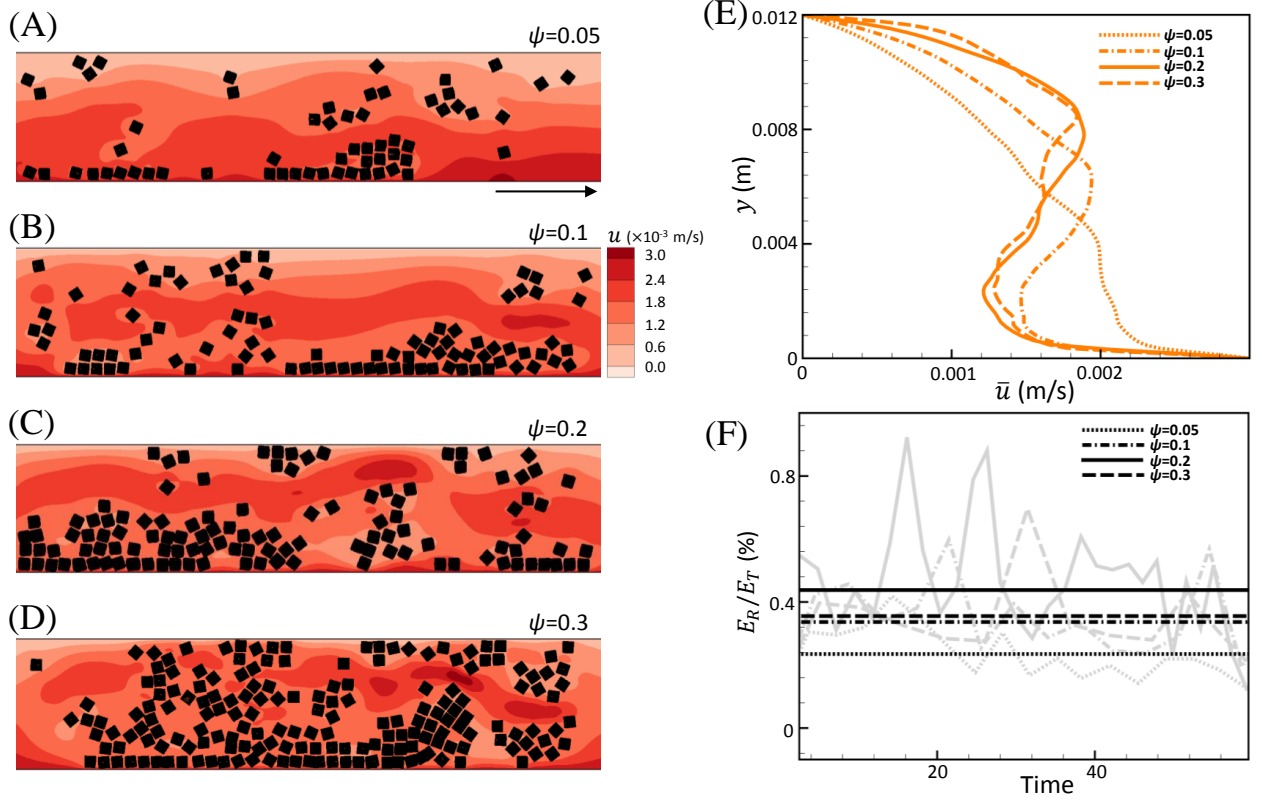 (A)
ψ=0.05
(B)
ψ=0.1
u (×10⁻³ m/s)
3.0
2.4
1.8
1.2
0.6
0.0
(C)
ψ=0.2
(D)
ψ=0.3
(E)
0.012
0.008
0.004
0
y (m)
ψ=0.05
ψ=0.1
ψ=0.2
ψ=0.3
0
0.001
0.002
u̅ (m/s)
(F)
0.8
0.4
0
E_R/E_T (%)
ψ=0.05
ψ=0.1
ψ=0.2
ψ=0.3
20
40
Time